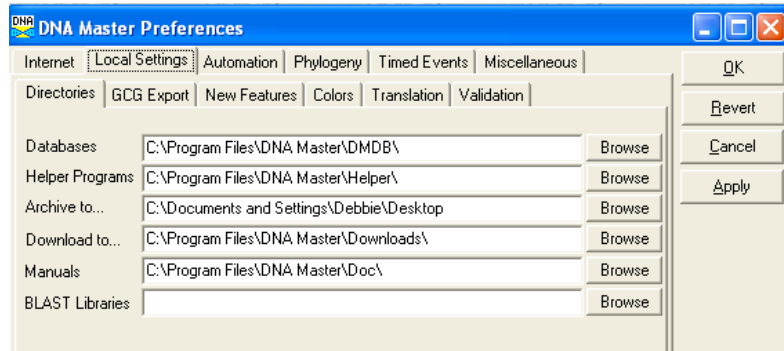 DNA DNA Master Preferences
Internet Local Settings Automation Phylogeny Timed Events Miscellaneous
OK
Directories GCG Export New Features Colors Translation Validation
Revert
Databases C:\Program Files\DNA Master\DMDB\ Browse
Cancel
Helper Programs C:\Program Files\DNA Master\Helper\ Browse
Apply
Archive to... C:\Documents and Settings\Debbie\Desktop Browse
Download to... C:\Program Files\DNA Master\Downloads\ Browse
Manuals C:\Program Files\DNA Master\Doc\ Browse
BLAST Libraries Browse